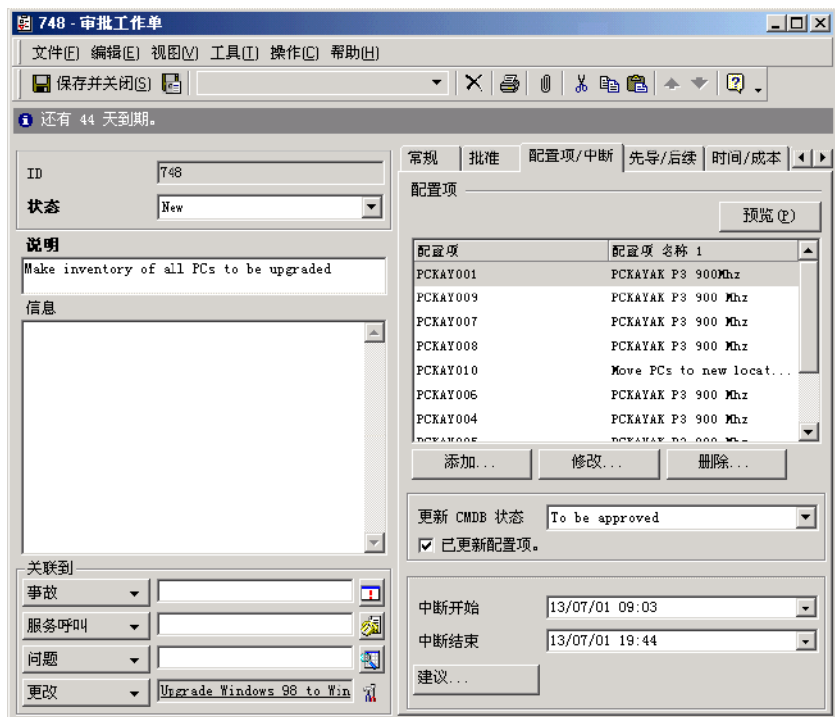 748 - 审批工作单
文件(F) 编辑(E) 视图(V) 工具(T) 操作(C) 帮助(H)
保存并关闭(S)
还有 44 天到期。
ID 748
状态 New
说明
Make inventory of all PCs to be upgraded
信息
关联到
事故
服务呼叫
问题
更改 Upgrade Windows 98 to Win
常规 批准 配置项/中断 先导/后续 时间/成本
配置项
预览(P)
配置项 配置项 名称 1
PCKAY001 PCKAYAK P3 900Mhz
PCKAY009 PCKAYAK P3 900 Mhz
PCKAY007 PCKAYAK P3 900 Mhz
PCKAY008 PCKAYAK P3 900 Mhz
PCKAY010 Move PCs to new locat...
PCKAY006 PCKAYAK P3 900 Mhz
PCKAY004 PCKAYAK P3 900 Mhz
PCKAY005 PCKAYAK P3 900 Mhz
添加... 修改... 删除...
更新 CMDB 状态 To be approved
已更新配置项。
中断开始 13/07/01 09:03
中断结束 13/07/01 19:44
建议...